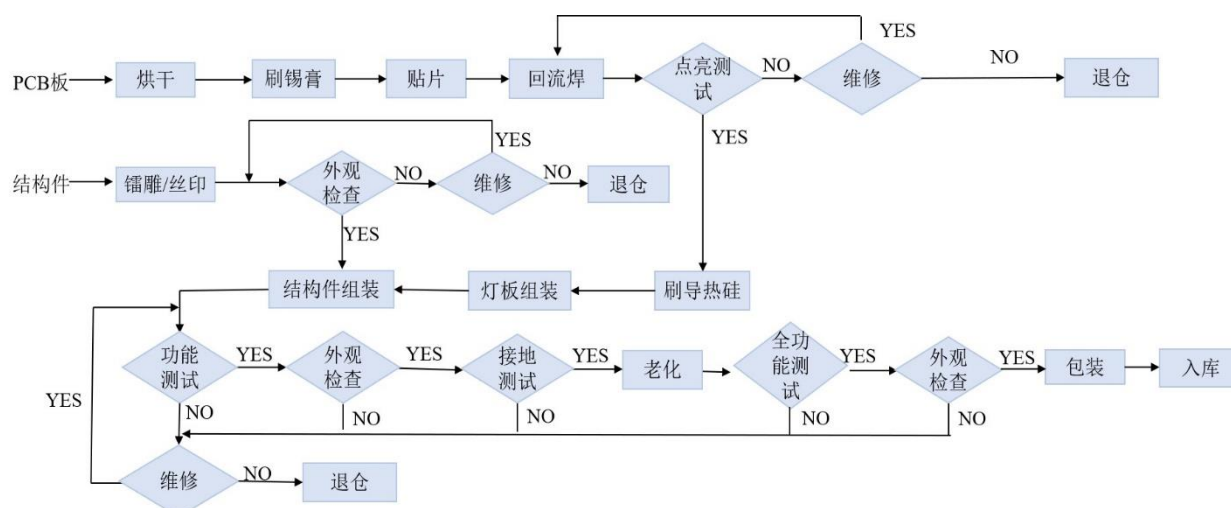 YES
PCB板
烘干
刷锡膏
贴片
回流焊
点亮测
试
NO
维修
NO
退仓
YES
YES
结构件
镭雕/丝印
外观
检查
NO
维修
NO
退仓
YES
结构件组装
灯板组装
刷导热硅
功能
测试
YES
外观
检查
YES
接地
测试
YES
老化
全功
能测
试
YES
外观
检查
YES
包装
入库
YES
NO
NO
NO
NO
NO
维修
NO
退仓